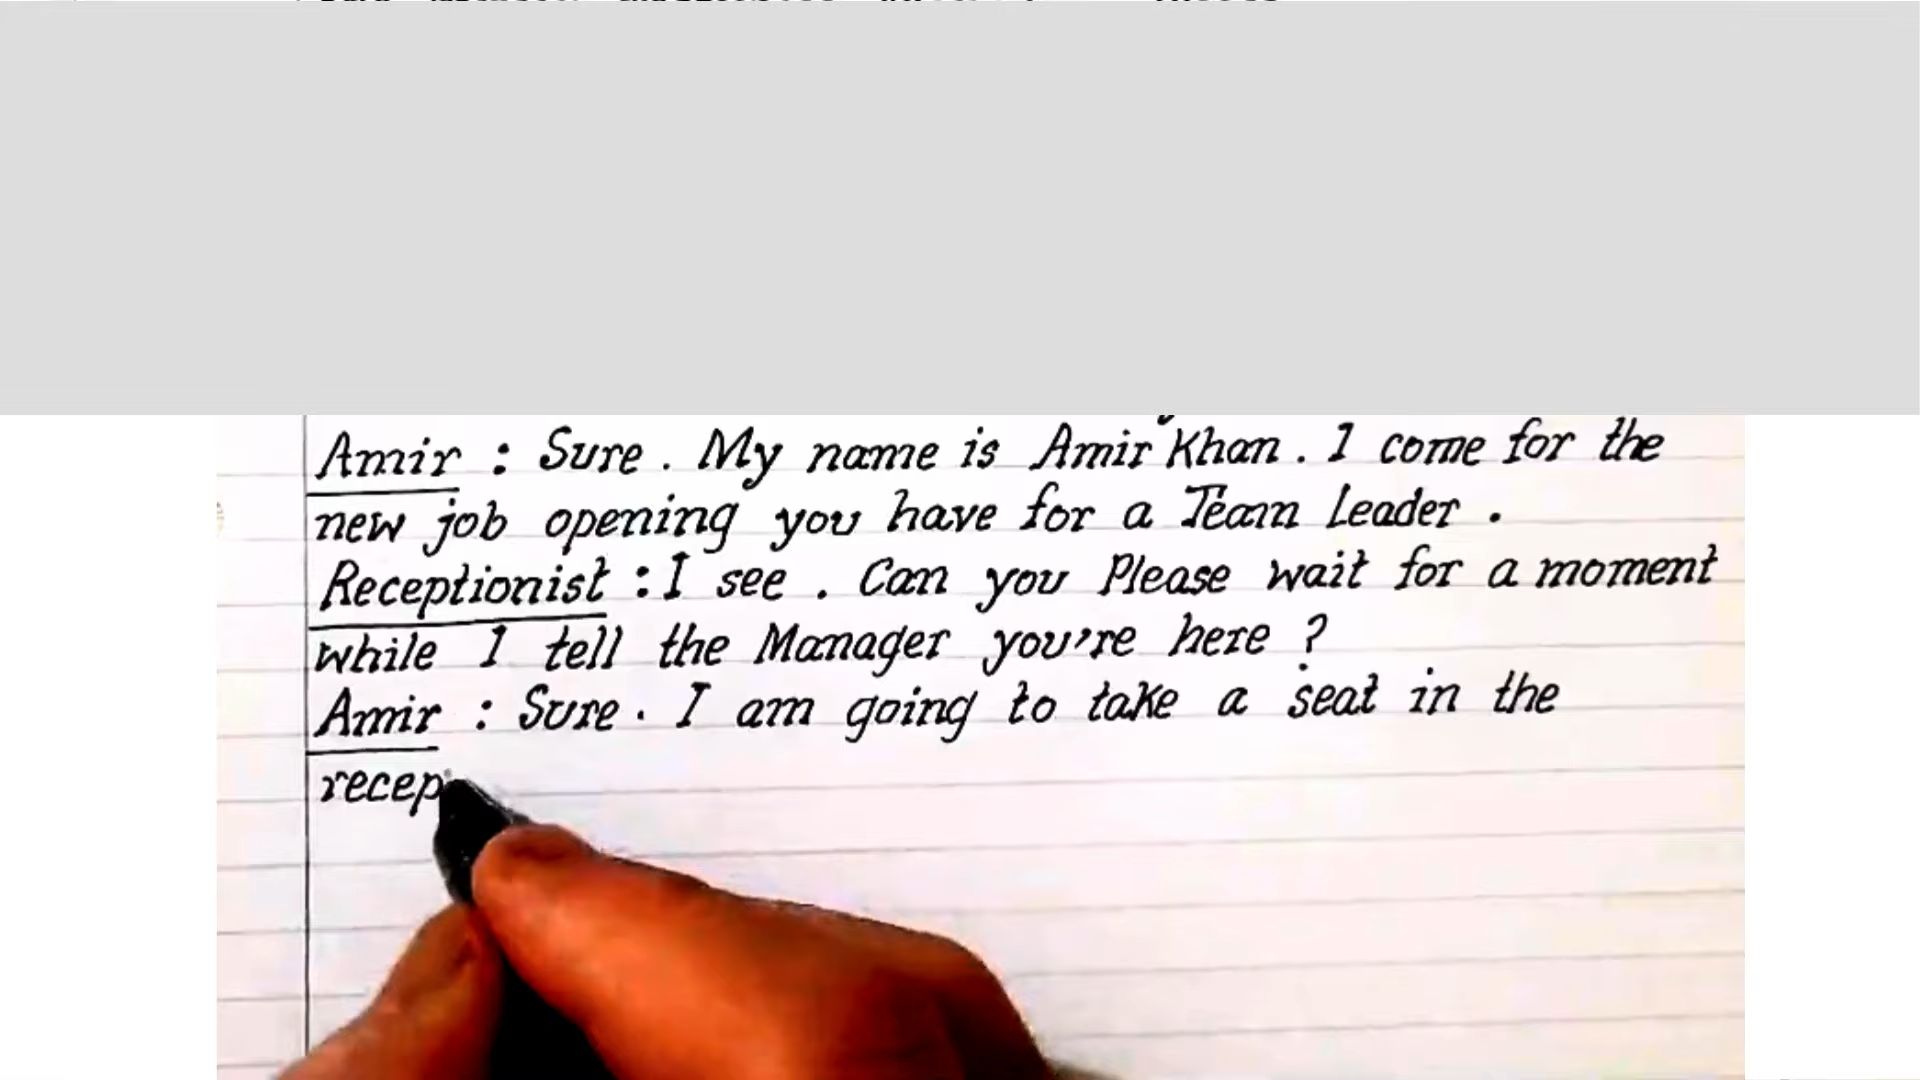 Amir : Sure . My name is Amir Khan . I come for the
new job opening you have for a Team Leader .
Receptionist : I see . Can you Please wait for a moment
while I tell the Manager you're here ?
Amir : Sure . I am going to take a seat in the
recep